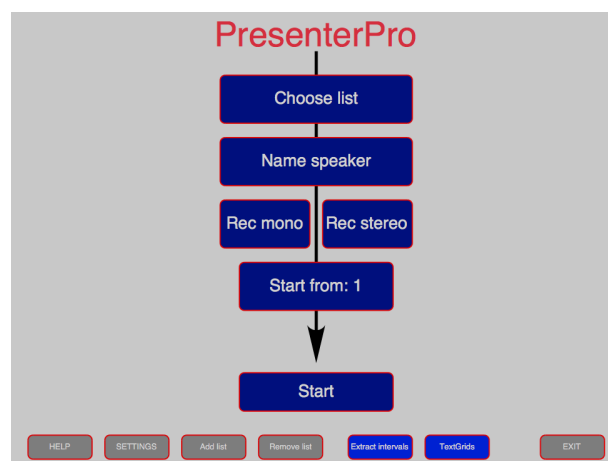 PresenterPro
Choose list
Name speaker
Rec mono
Rec stereo
Start from: 1
Start
HELP
SETTINGS
Add list
Remove list
Extract intervals
TextGrids
EXIT